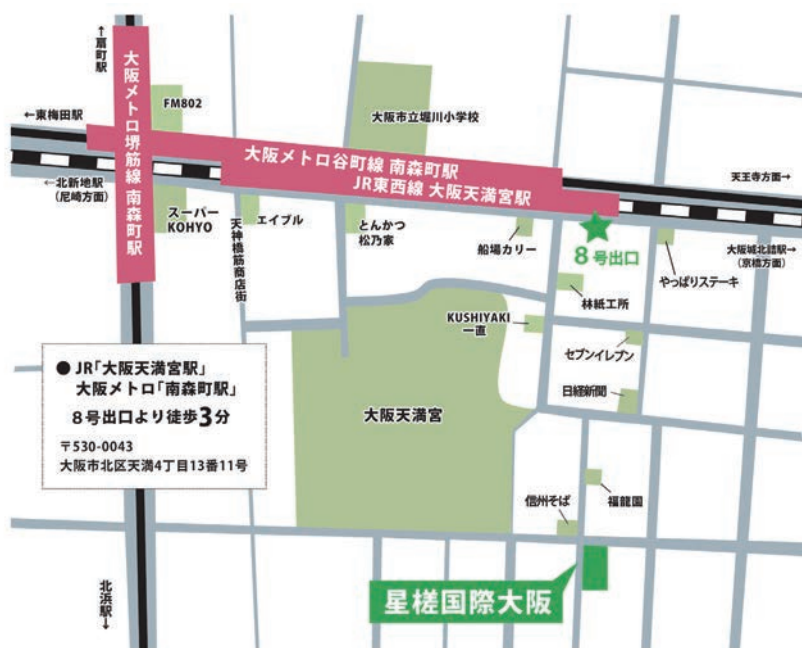 ↑扇町駅
大阪メトロ堺筋線 南森町駅
FM802
大阪市立堀川小学校
←東梅田駅
大阪メトロ谷町線 南森町駅
JR東西線 大阪天満宮駅
天王寺方面→
←北新地駅
(尼崎方面)
スーパー
KOHYO
天神橋筋商店街
エイブル
とんかつ
松乃家
船場カリー
8号出口
やっぱりステーキ
大阪城北詰駅→
(京橋方面)
林紙工所
KUSHIYAKI
一直
セブンイレブン
日経新聞
● JR「大阪天満宮駅」
大阪メトロ「南森町駅」
8号出口より徒歩3分
〒530-0043
大阪市北区天満4丁目13番11号
大阪天満宮
信州そば
福龍園
星槎国際大阪
北浜駅→